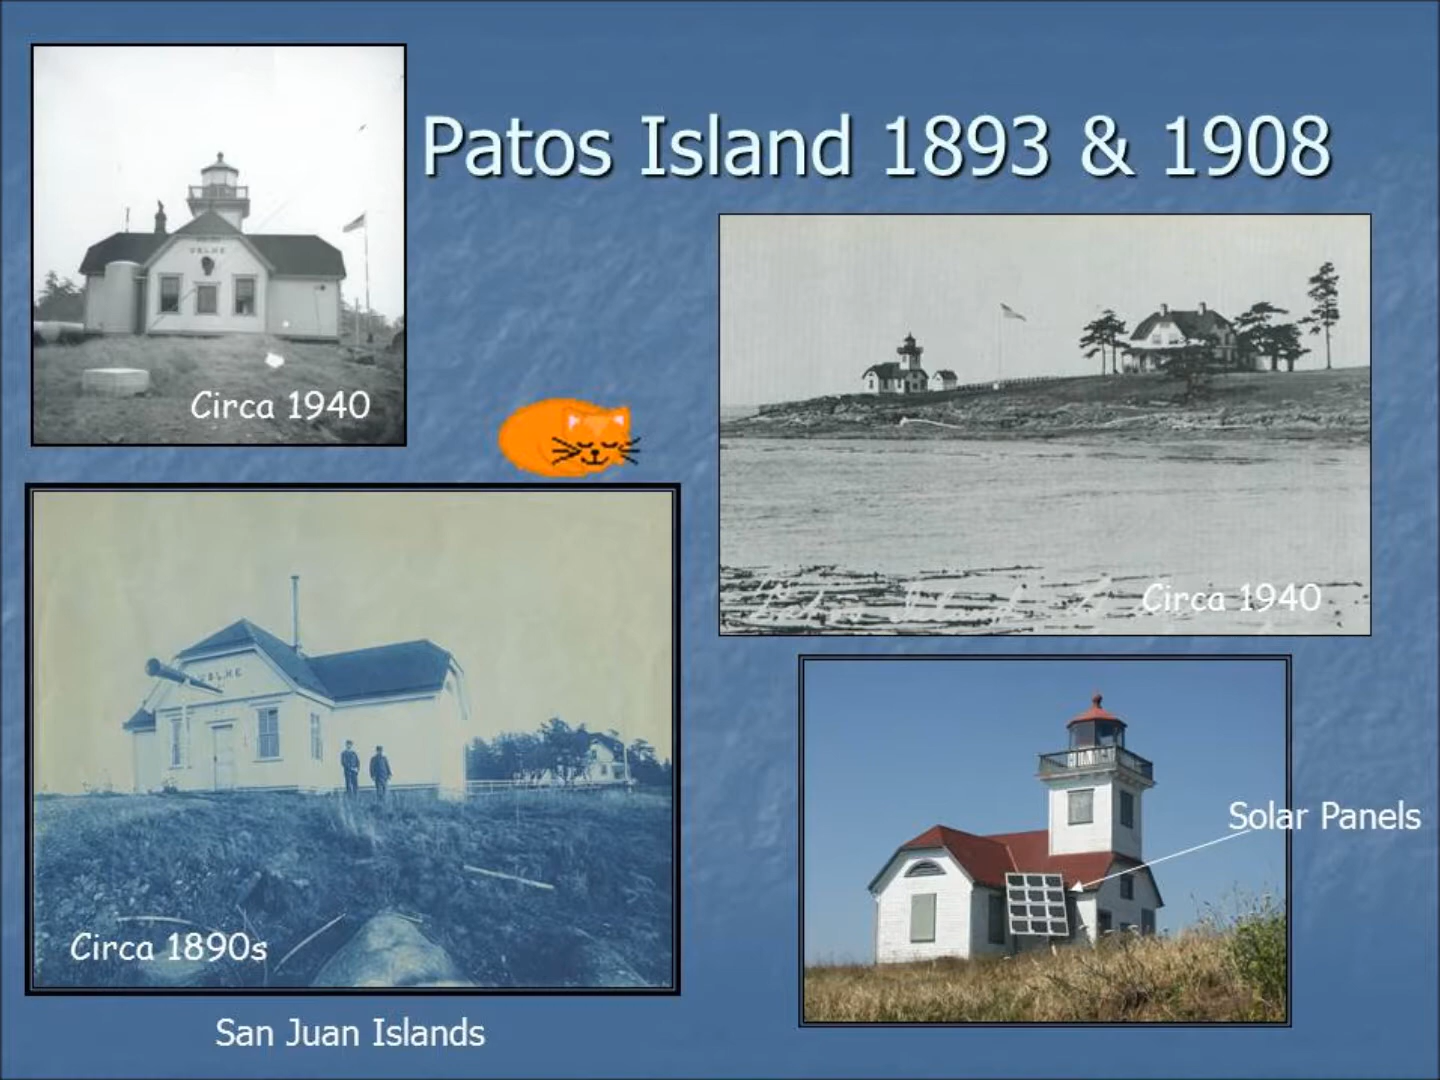 Patos Island 1893 & 1908
Circa 1940
Circa 1940
Circa 1890s
Solar Panels
San Juan Islands